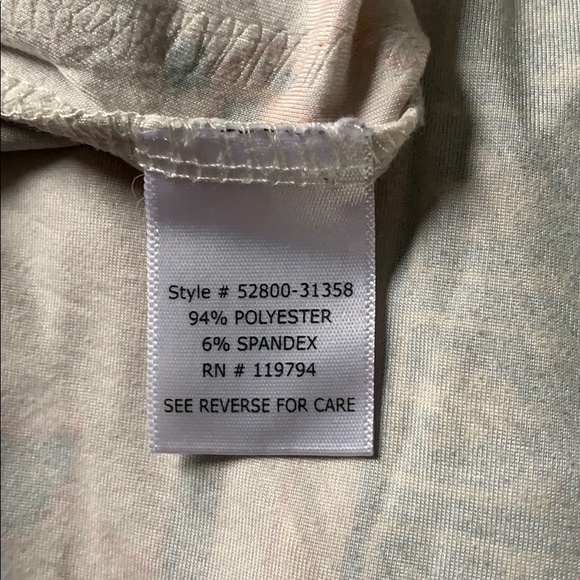 Style # 52800-31358
94% POLYESTER
6% SPANDEX
RN # 119794
SEE REVERSE FOR CARE